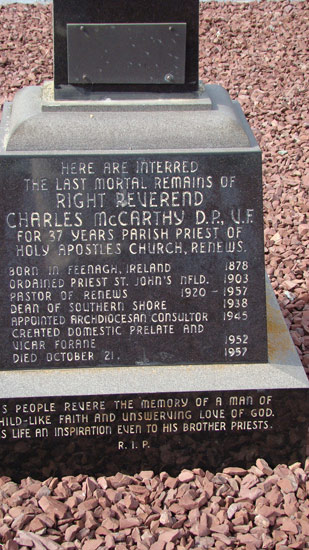 HERE ARE INTERRED
THE LAST MORTAL REMAINS OF
RIGHT REVEREND
CHARLES McCARTHY D.P., V.F.
FOR 37 YEARS PARISH PRIEST OF
HOLY APOSTLES CHURCH, RENEWS.
BORN IN FEENAGH, IRELAND 1878
ORDAINED PRIEST ST. JOHN'S NFLD. 1903
PASTOR OF RENEWS 1920 - 1957
DEAN OF SOUTHERN SHORE 1938
APPOINTED ARCHDIOCESAN CONSULTOR 1945
CREATED DOMESTIC PRELATE AND
VICAR FORANE 1952
DIED OCTOBER 21. 1957
S PEOPLE REVERE THE MEMORY OF A MAN OF
HILD-LIKE FAITH AND UNSWERVING LOVE OF GOD.
S LIFE AN INSPIRATION EVEN TO HIS BROTHER PRIESTS.
R. I. P.